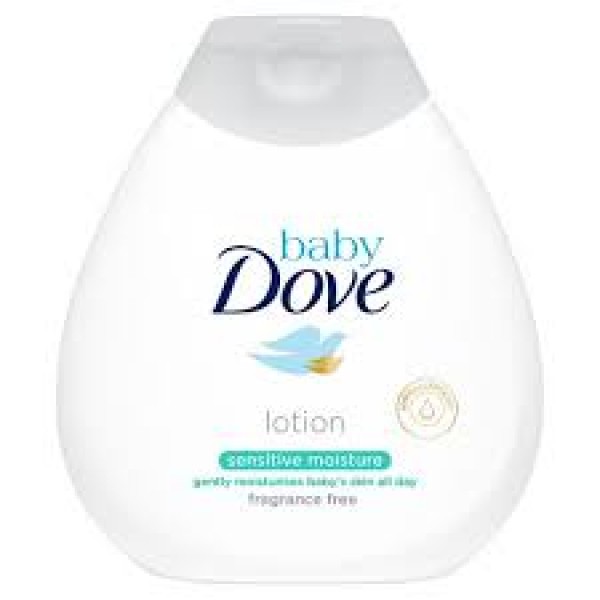 baby
Dove
lotion
sensitive moisture
gently moisturises baby's skin all day
fragrance free